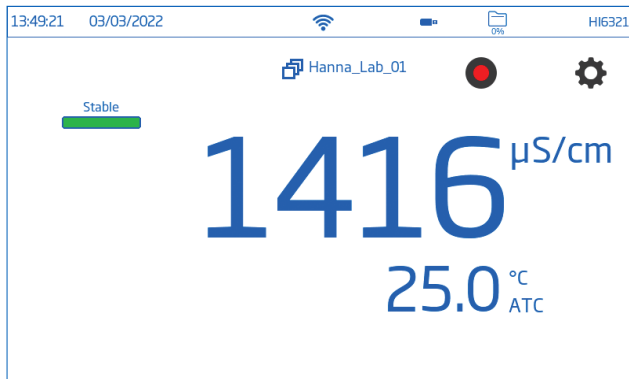 13:49:21 03/03/2022 0% HI6321
Hanna_Lab_01
Stable
1416 µS/cm
25.0 °C
ATC